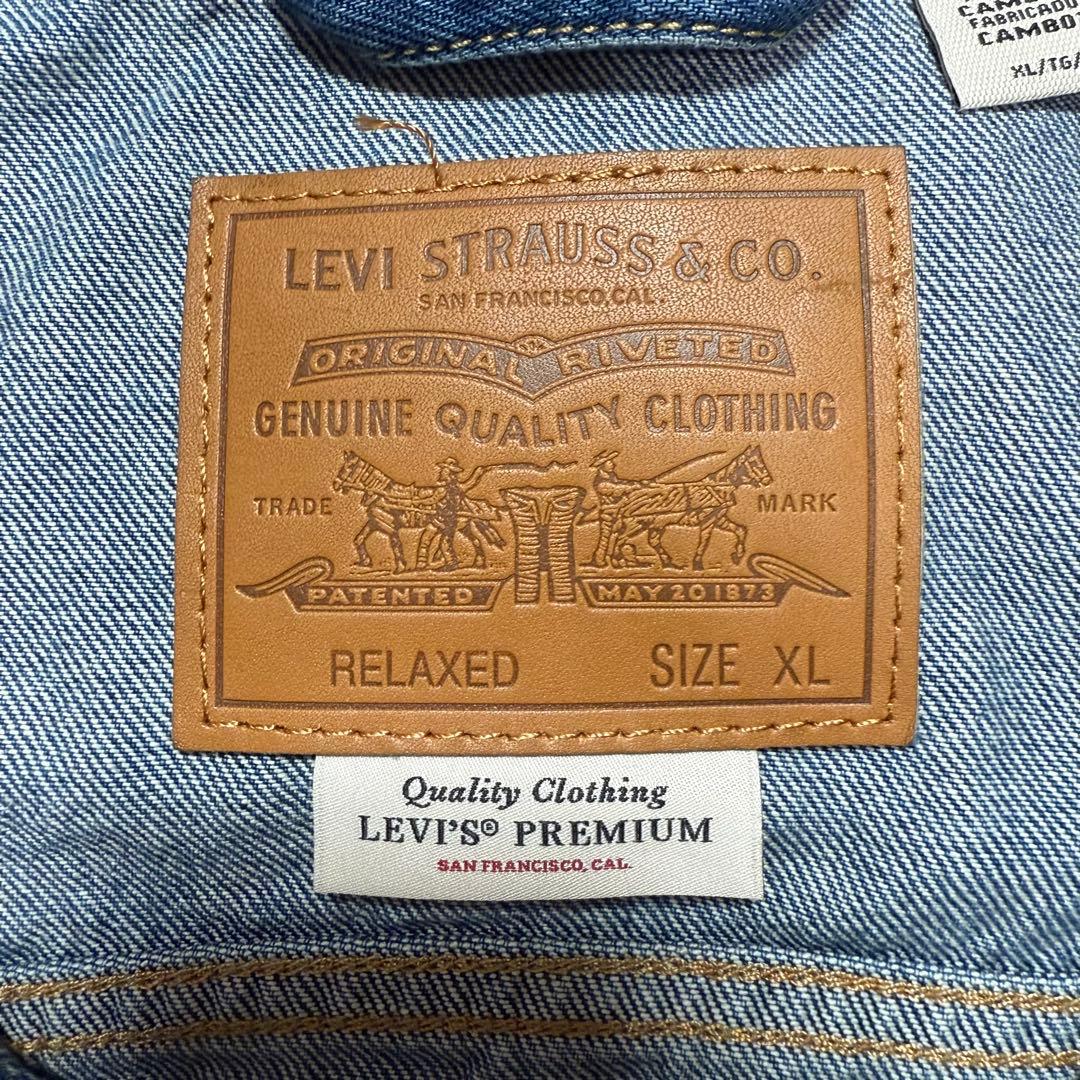 FABRICADO
CAMBO
XL/TG/
LEVI STRAUSS & CO.
SAN FRANCISCO, CAL.
ORIGINAL RIVETED
GENUINE QUALITY CLOTHING
TRADE MARK
PATENTED MAY 20 1873
RELAXED SIZE XL
Quality Clothing
LEVI'S® PREMIUM
SAN FRANCISCO, CAL.